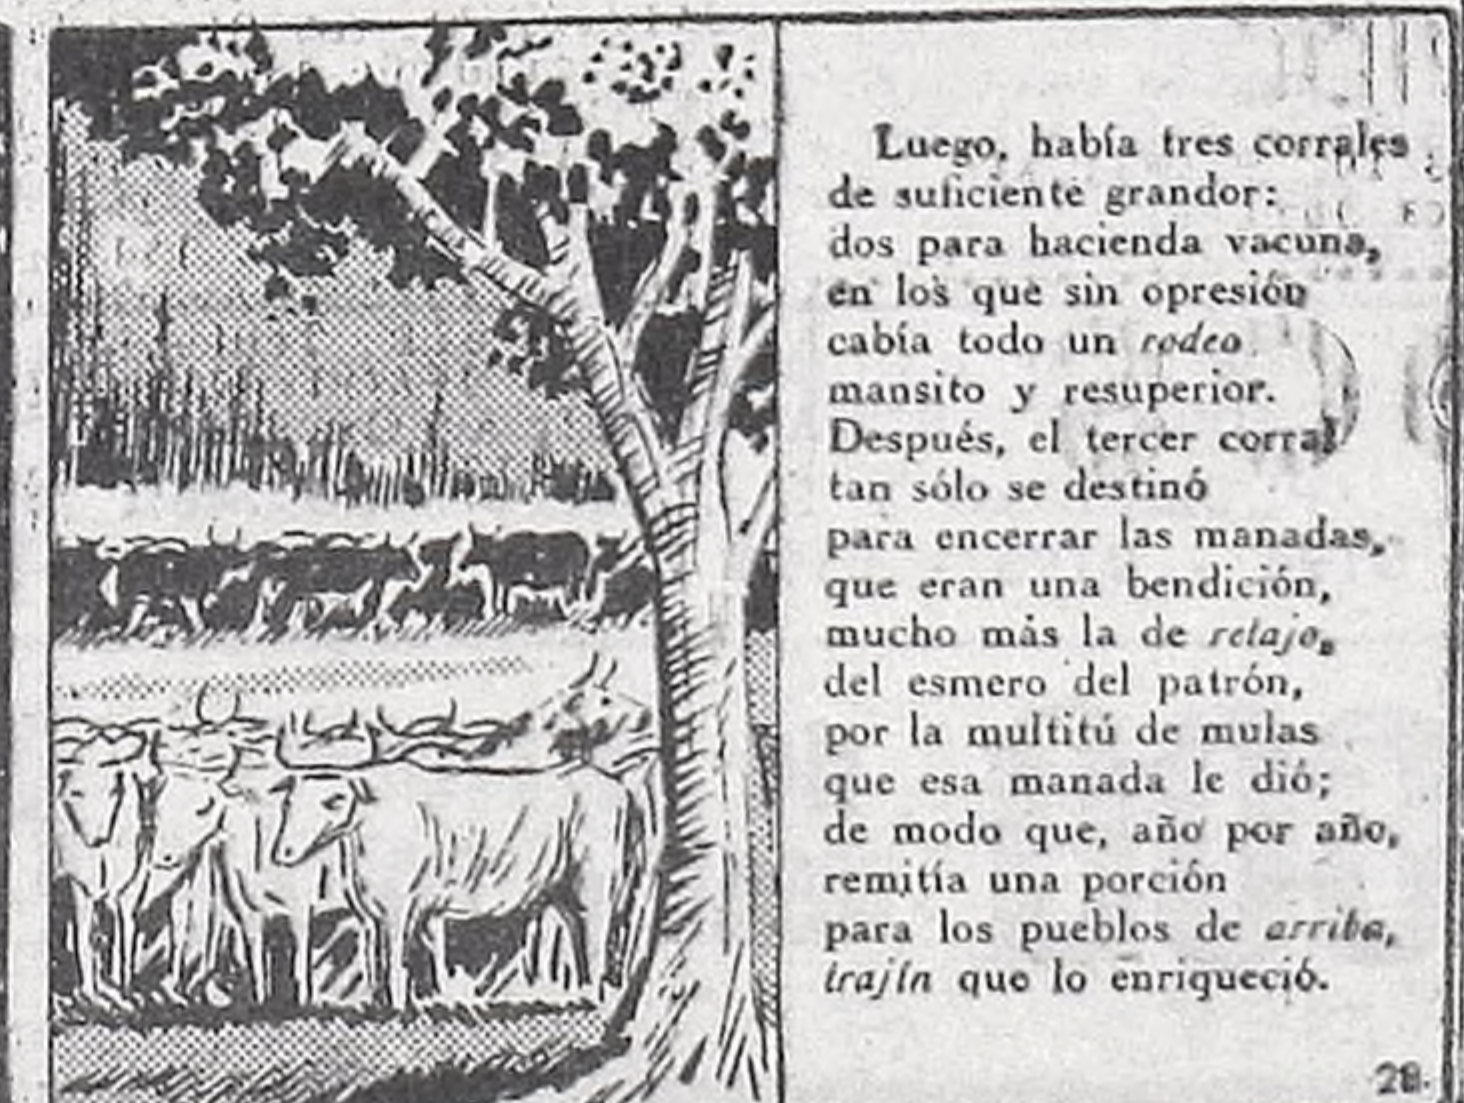 Luego, había tres corrales
de suficiente grandor:
dos para hacienda vacuna,
en los que sin opresión
cabía todo un rodeo
mansito y resuperior.
Después, el tercer corral
tan sólo se destinó
para encerrar las manadas,
que eran una bendición,
mucho más la de retajo,
del esmero del patrón,
por la multitú de mulas
que esa manada le dió;
de modo que, año por año,
remitía una porción
para los pueblos de arriba,
trajín que lo enriqueció.